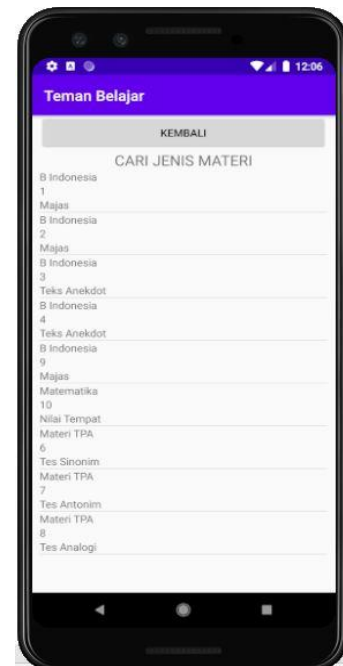 12:06
Teman Belajar
KEMBALI
CARI JENIS MATERI
B Indonesia
1
Majas
B Indonesia
2
Majas
B Indonesia
3
Teks Anekdot
B Indonesia
4
Teks Anekdot
B Indonesia
9
Majas
Matematika
10
Nilai Tempat
Materi TPA
6
Tes Sinonim
Materi TPA
7
Tes Antonim
Materi TPA
8
Tes Analogi